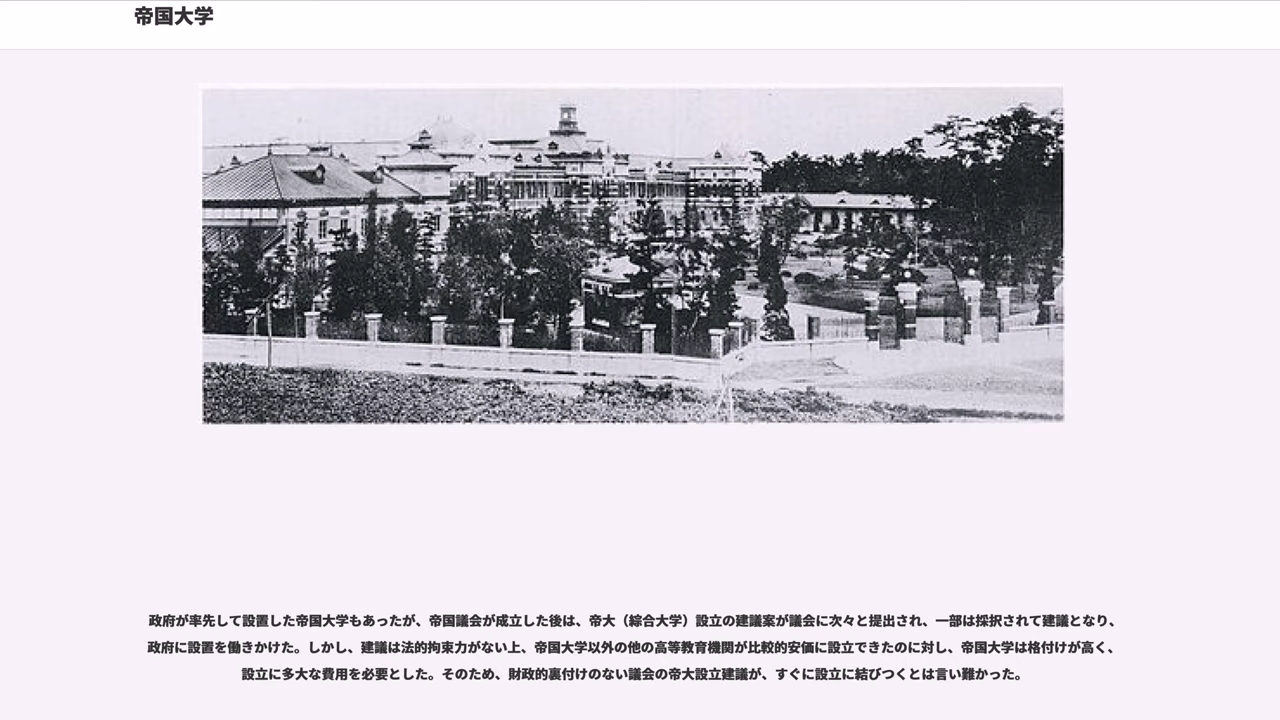 帝国大学
政府が率先して設置した帝国大学もあったが、帝国議会が成立した後は、帝大（綜合大学）設立の建議案が議会に次々と提出され、一部は採択されて建議となり、
政府に設置を働きかけた。しかし、建議は法的拘束力がない上、帝国大学以外の他の高等教育機関が比較的安価に設立できたのに対し、帝国大学は格付けが高く、
設立に多大な費用を必要とした。そのため、財政的裏付けのない議会の帝大設立建議が、すぐに設立に結びつくとは言い難かった。